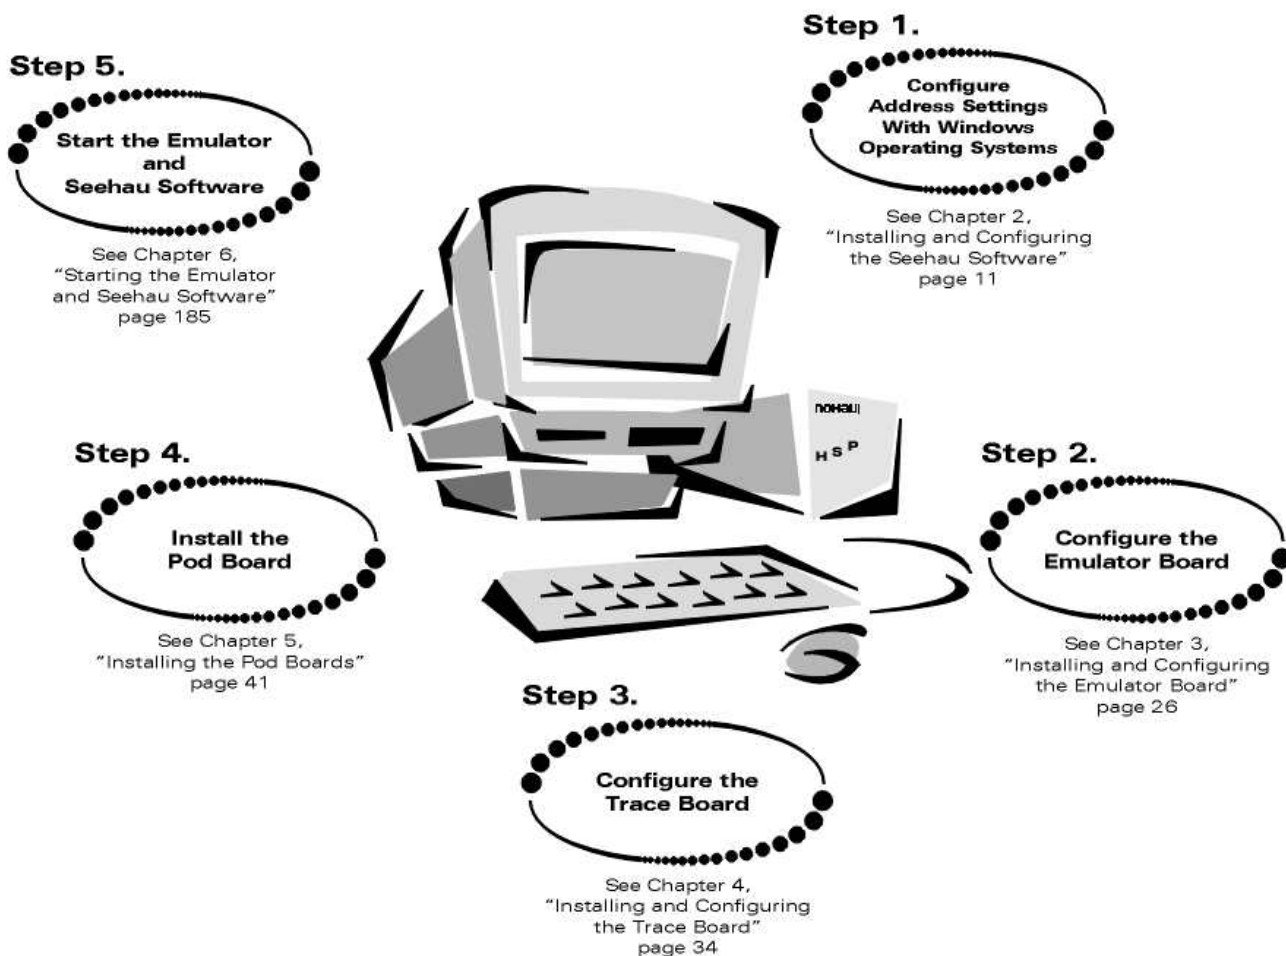 Step 1.
Configure
Address Settings
With Windows
Operating Systems
See Chapter 2,
“Installing and Configuring
the Seehau Software”
page 11
Step 2.
Configure the
Emulator Board
See Chapter 3,
“Installing and Configuring
the Emulator Board”
page 26
Step 3.
Configure the
Trace Board
See Chapter 4,
“Installing and Configuring
the Trace Board”
page 34
Step 4.
Install the
Pod Board
See Chapter 5,
“Installing the Pod Boards”
page 41
Step 5.
Start the Emulator
and
Seehau Software
See Chapter 6,
“Starting the Emulator
and Seehau Software”
page 185
noHau
HSP